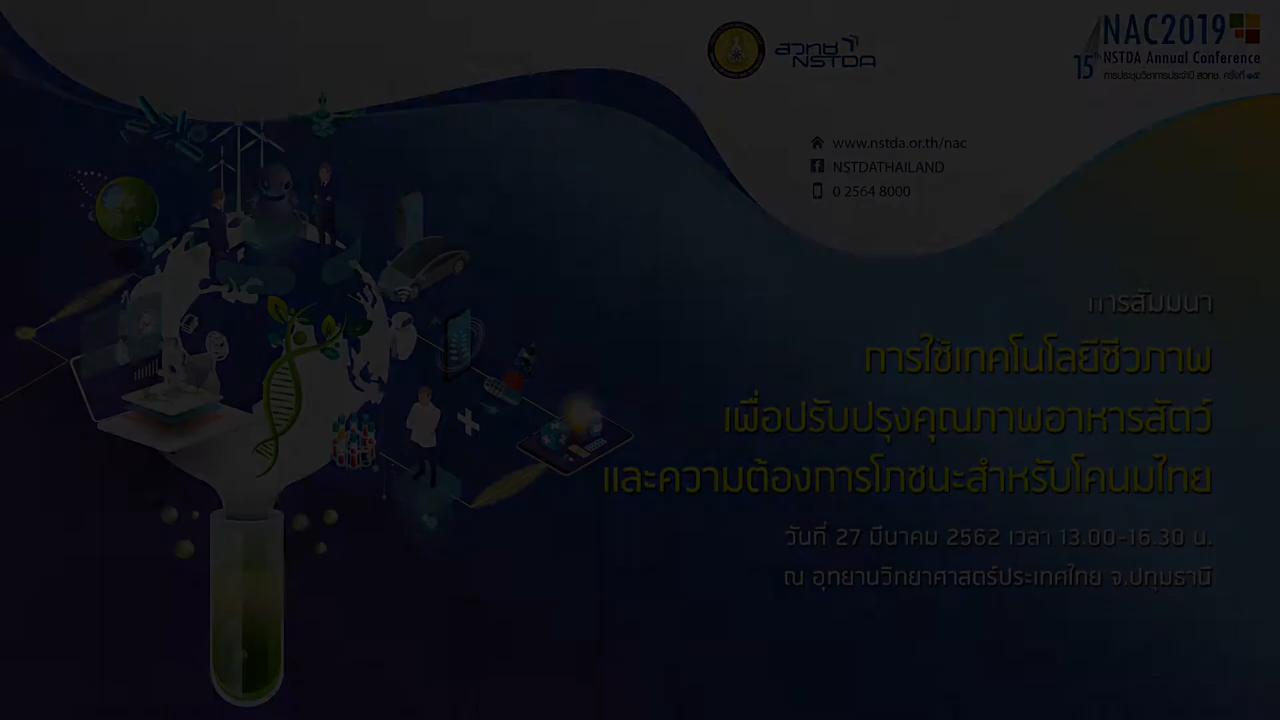 สวทช
NSTDA
NAC2019
15th NSTDA Annual Conference
การประชุมวิชาการประจำปี สวทช. ครั้งที่ ๑๕
www.nstda.or.th/nac
NSTDATHAILAND
0 2564 8000
การสัมมนา
การใช้เทคโนโลยีชีวภาพ
เพื่อปรับปรุงคุณภาพอาหารสัตว์
และความต้องการโภชนะสำหรับโคนมไทย
วันที่ 27 มีนาคม 2562 เวลา 13.00-16.30 น.
ณ อุทยานวิทยาศาสตร์ประเทศไทย จ.ปทุมธานี